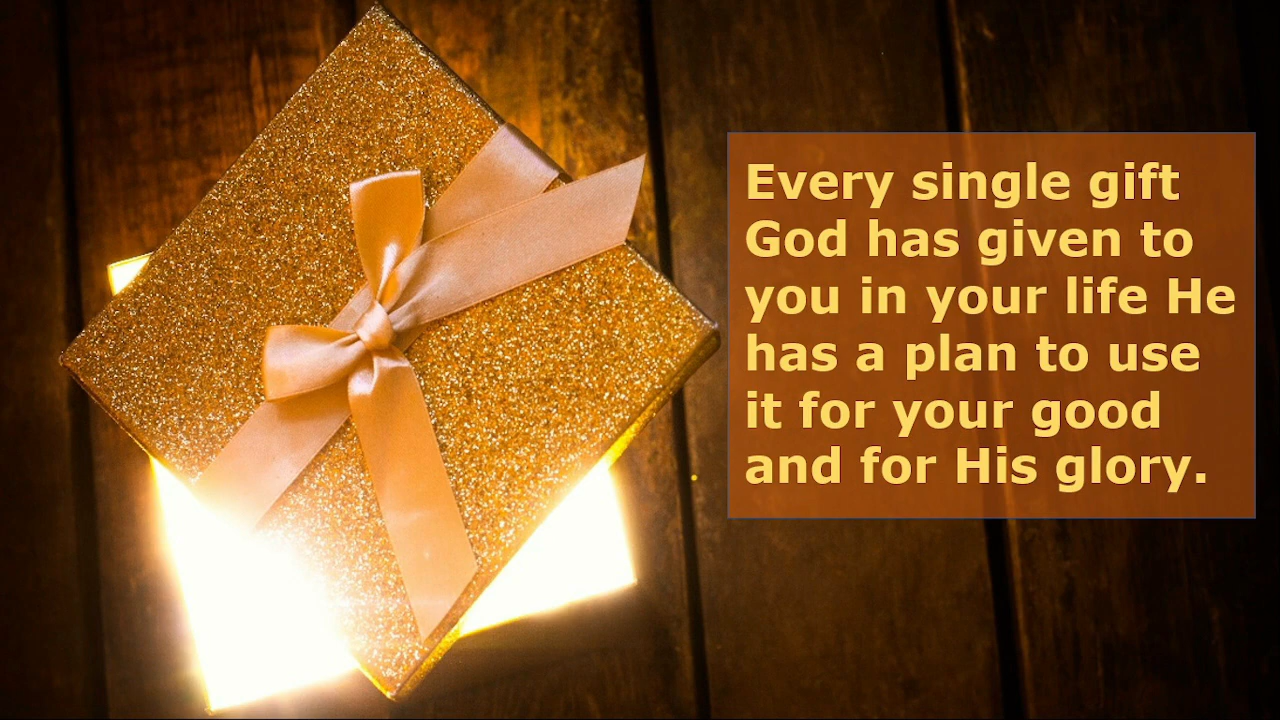 Every single gift
God has given to
you in your life He
has a plan to use
it for your good
and for His glory.